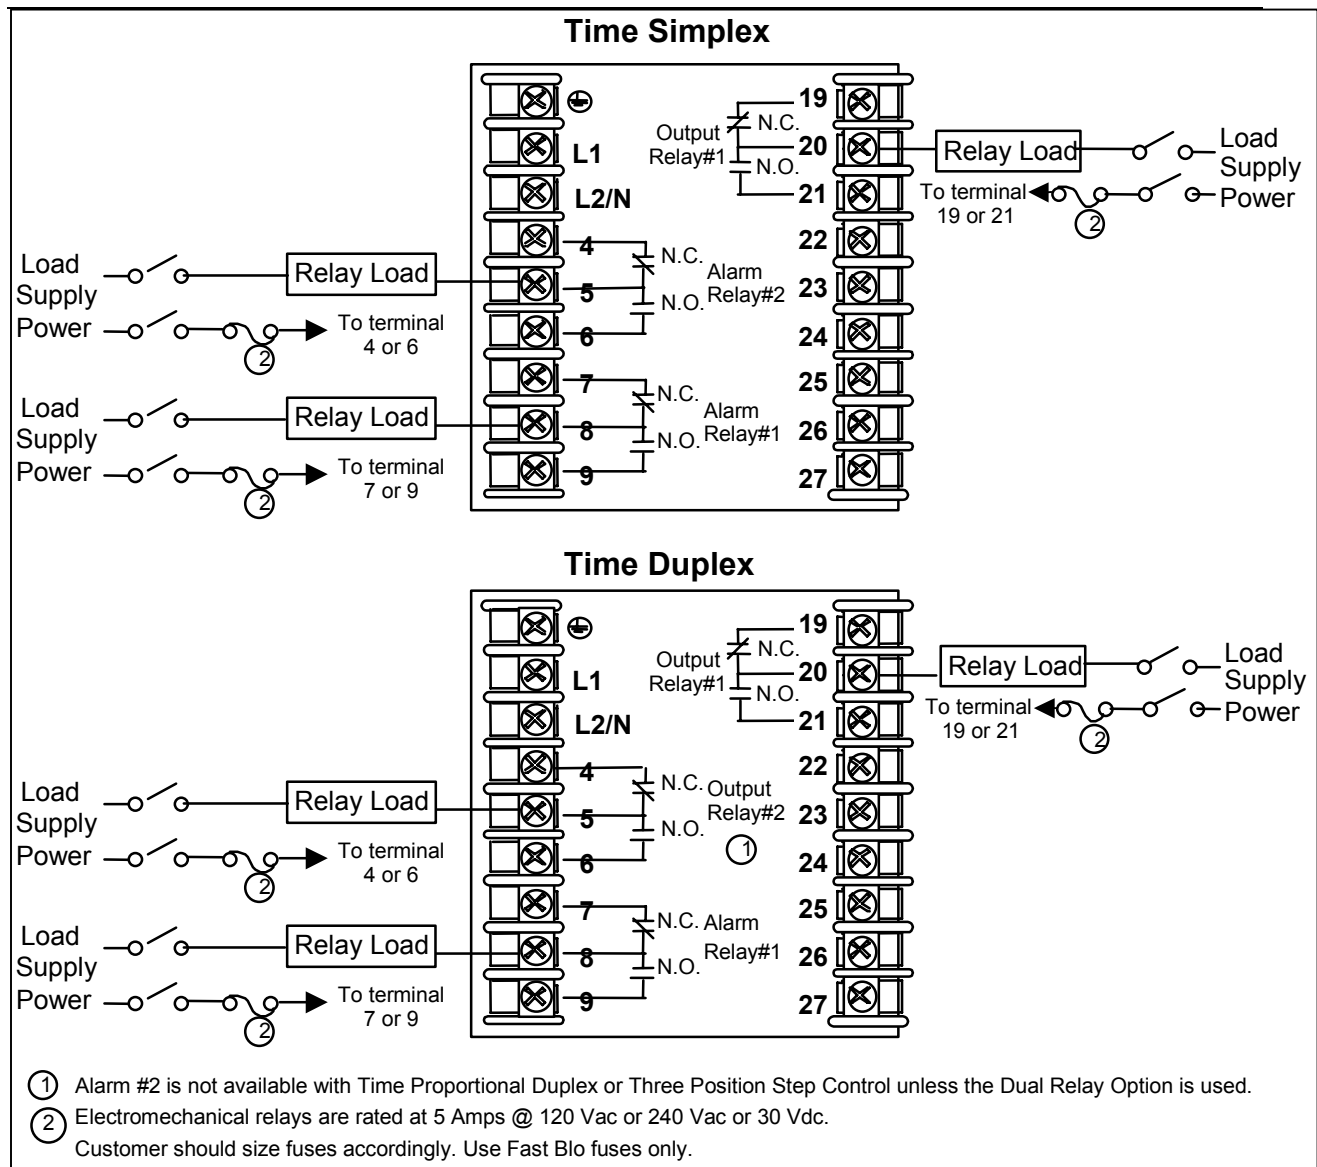 Time Simplex
19
Output Relay#1
N.C.
20
N.O.
21
Relay Load
Load
Supply
Power
To terminal
19 or 21
2
L1
L2/N
4
N.C.
5
Alarm
Relay#2
N.O.
6
22
23
24
Load
Supply
Power
Relay Load
To terminal
4 or 6
2
7
N.C.
8
Alarm
Relay#1
N.O.
9
25
26
27
Load
Supply
Power
Relay Load
To terminal
7 or 9
2
Time Duplex
19
Output
Relay#1
N.C.
20
N.O.
21
Relay Load
Load
Supply
Power
To terminal
19 or 21
2
L1
L2/N
4
N.C.
5
Output
Relay#2
N.O.
1
6
22
23
24
Load
Supply
Power
Relay Load
To terminal
4 or 6
2
7
N.C.
8
Alarm
Relay#1
N.O.
9
25
26
27
Load
Supply
Power
Relay Load
To terminal
7 or 9
2
1 Alarm #2 is not available with Time Proportional Duplex or Three Position Step Control unless the Dual Relay Option is used.
2 Electromechanical relays are rated at 5 Amps @ 120 Vac or 240 Vac or 30 Vdc.
Customer should size fuses accordingly. Use Fast Blo fuses only.